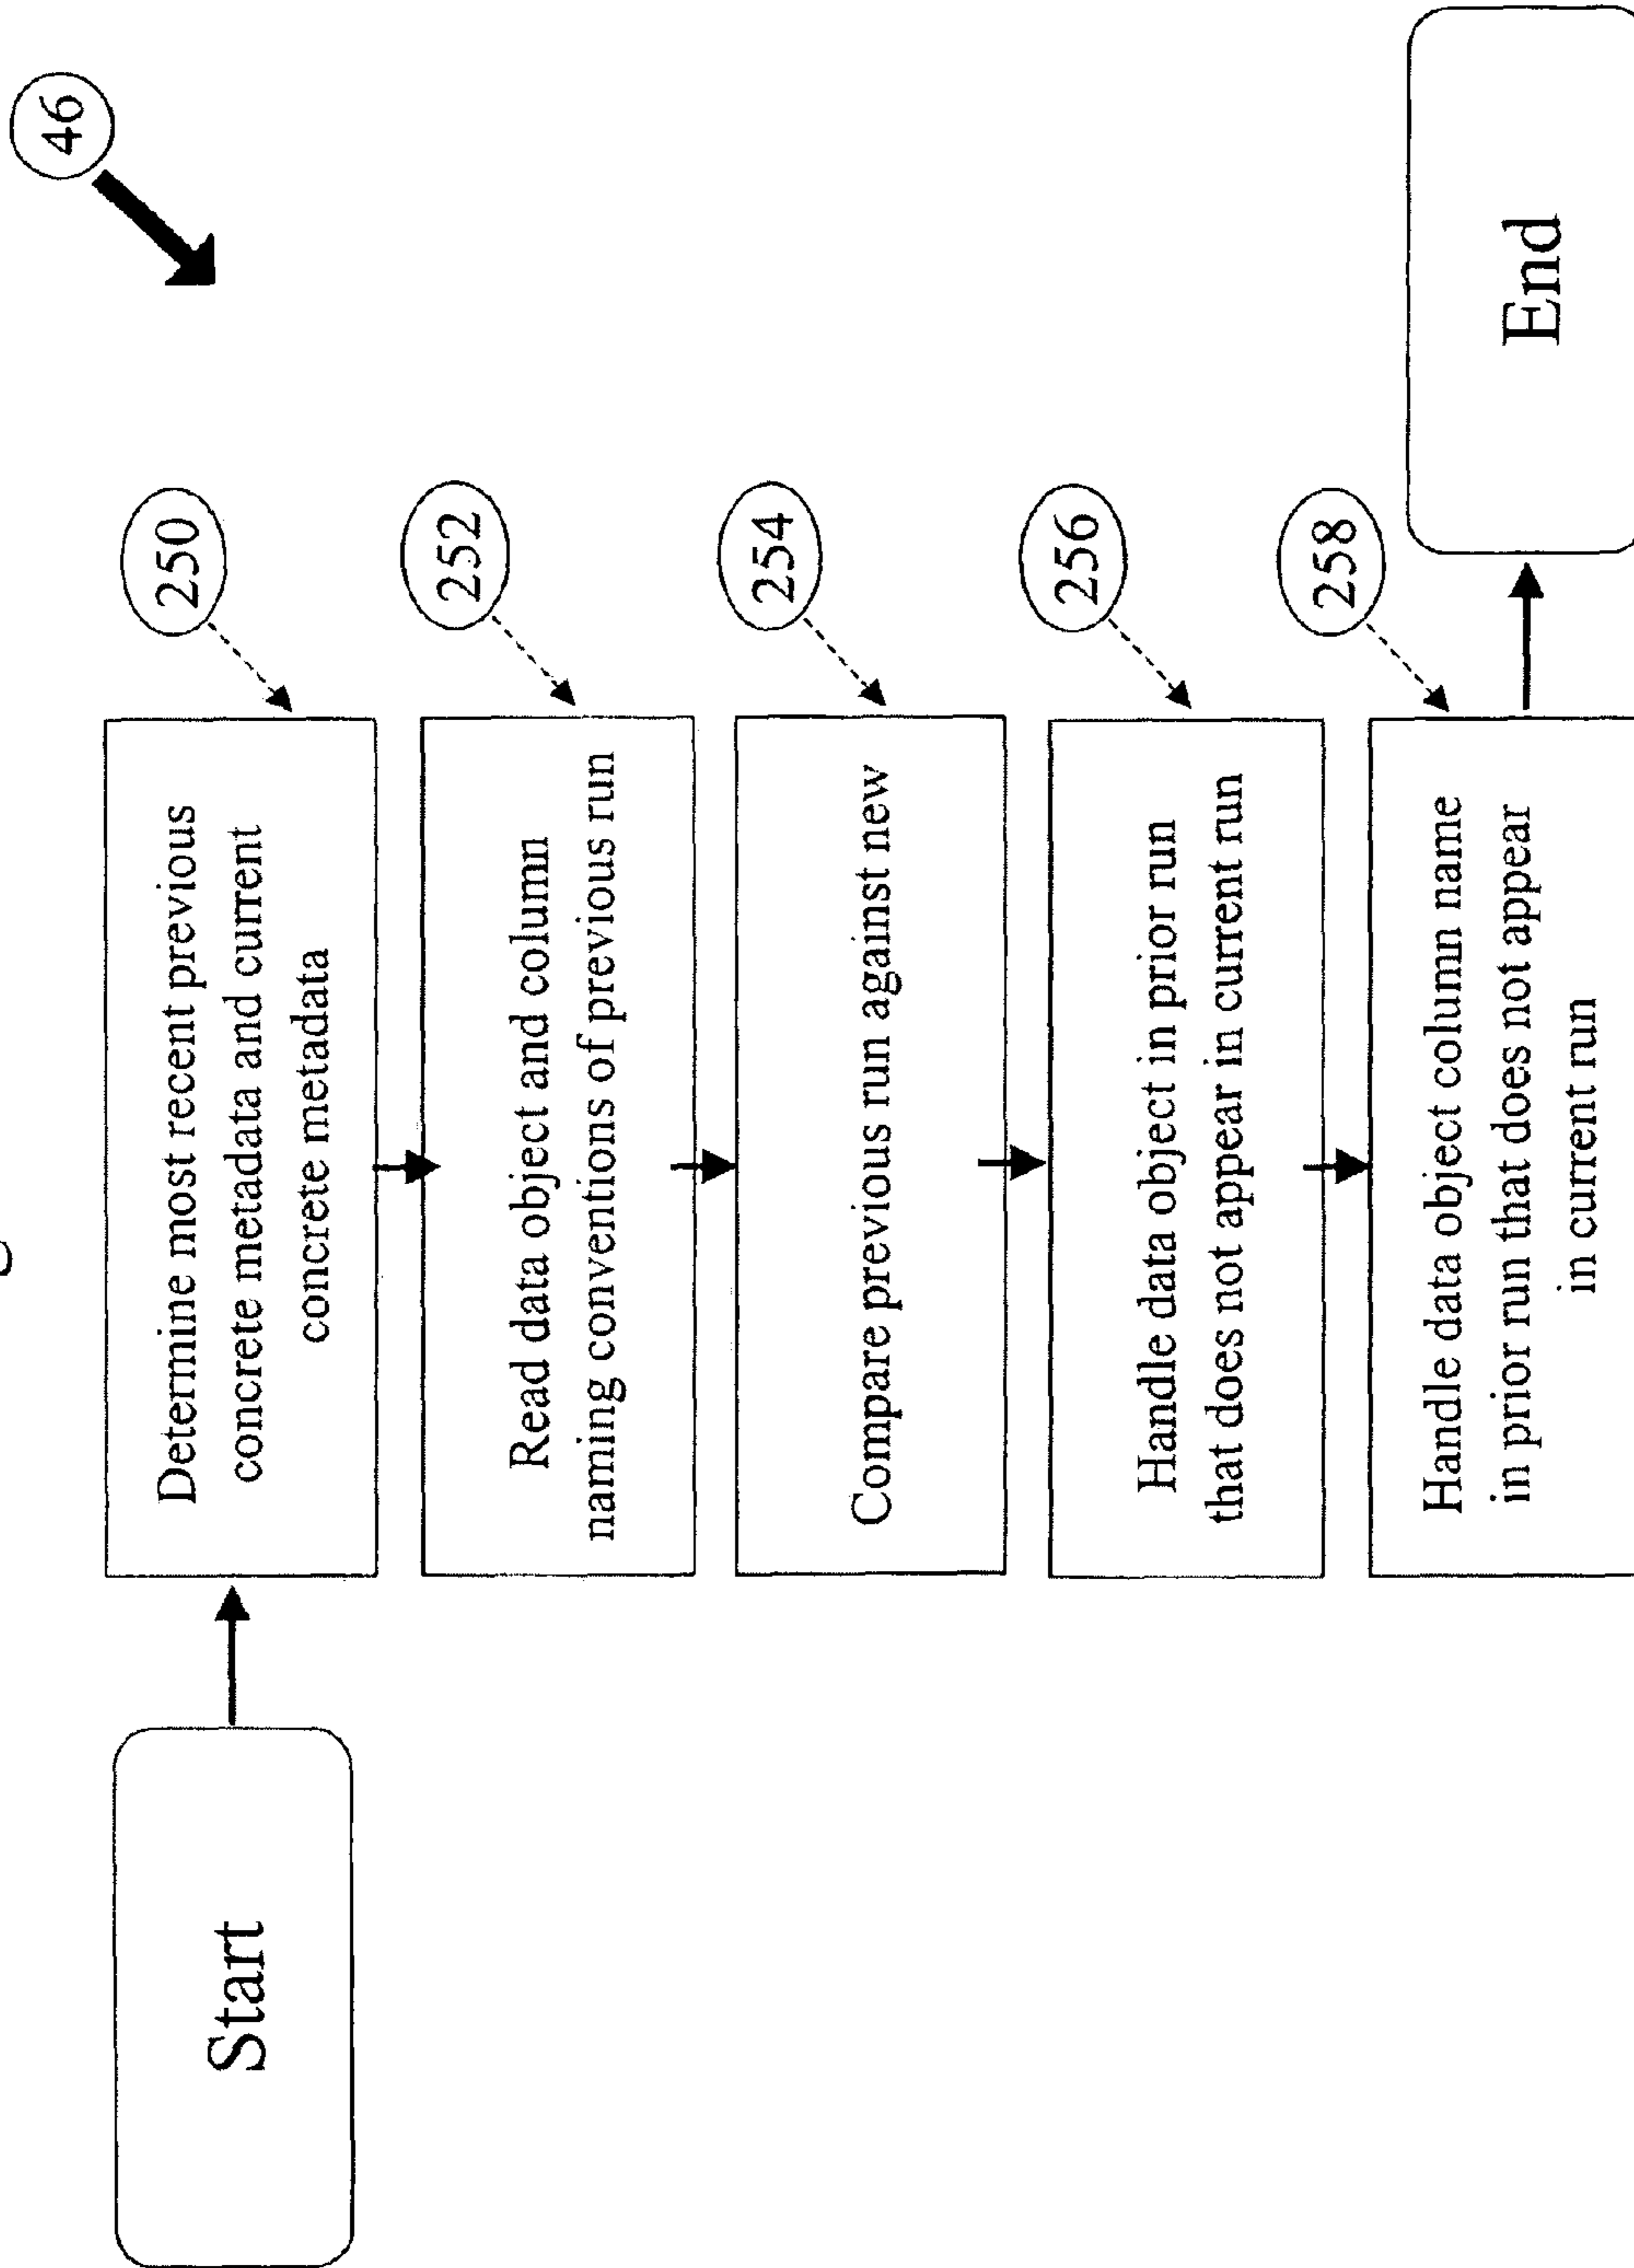 46
Start
Determine most recent previous
concrete metadata and current
concrete metadata
250
Read data object and column
naming conventions of previous run
252
Compare previous run against new
254
Handle data object in prior run
that does not appear in current run
256
Handle data object column name
in prior run that does not appear
in current run
258
End